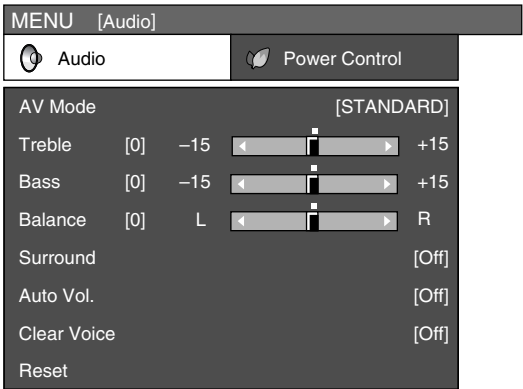 MENU [Audio]
Audio Power Control
AV Mode [STANDARD]
Treble [0] –15 +15
Bass [0] –15 +15
Balance [0] L R
Surround [Off]
Auto Vol. [Off]
Clear Voice [Off]
Reset